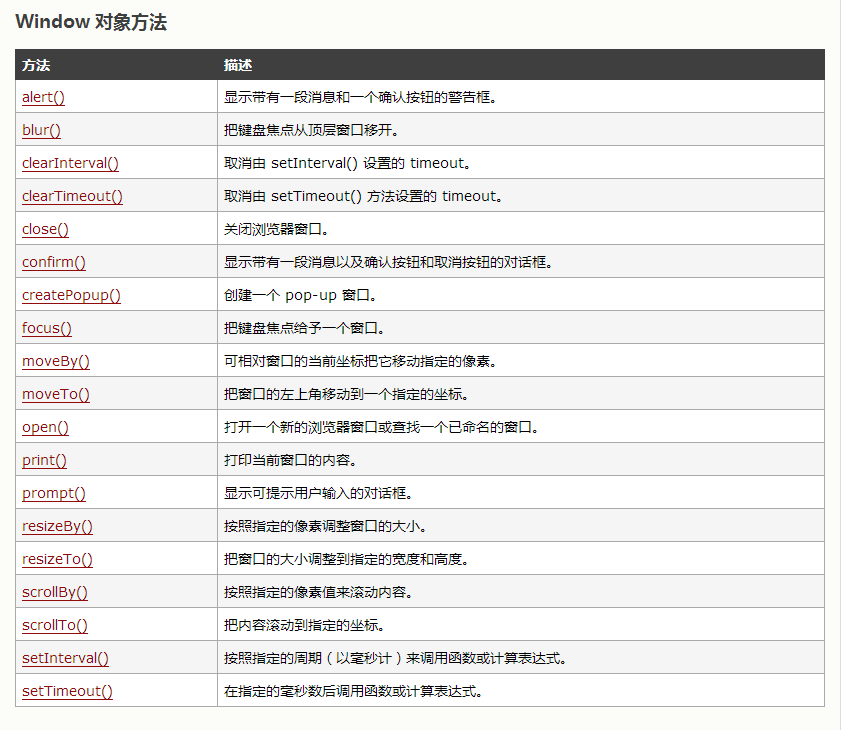 Window 对象方法
方法 描述
alert() 显示带有一段消息和一个确认按钮的警告框。
blur() 把键盘焦点从顶层窗口移开。
clearInterval() 取消由 setInterval() 设置的 timeout。
clearTimeout() 取消由 setTimeout() 方法设置的 timeout。
close() 关闭浏览器窗口。
confirm() 显示带有一段消息以及确认按钮和取消按钮的对话框。
createPopup() 创建一个 pop-up 窗口。
focus() 把键盘焦点给予一个窗口。
moveBy() 可相对窗口的当前坐标把它移动指定的像素。
moveTo() 把窗口的左上角移动到一个指定的坐标。
open() 打开一个新的浏览器窗口或查找一个已命名的窗口。
print() 打印当前窗口的内容。
prompt() 显示可提示用户输入的对话框。
resizeBy() 按照指定的像素调整窗口的大小。
resizeTo() 把窗口的大小调整到指定的宽度和高度。
scrollBy() 按照指定的像素值来滚动内容。
scrollTo() 把内容滚动到指定的坐标。
setInterval() 按照指定的周期（以毫秒计）来调用函数或计算表达式。
setTimeout() 在指定的毫秒数后调用函数或计算表达式。